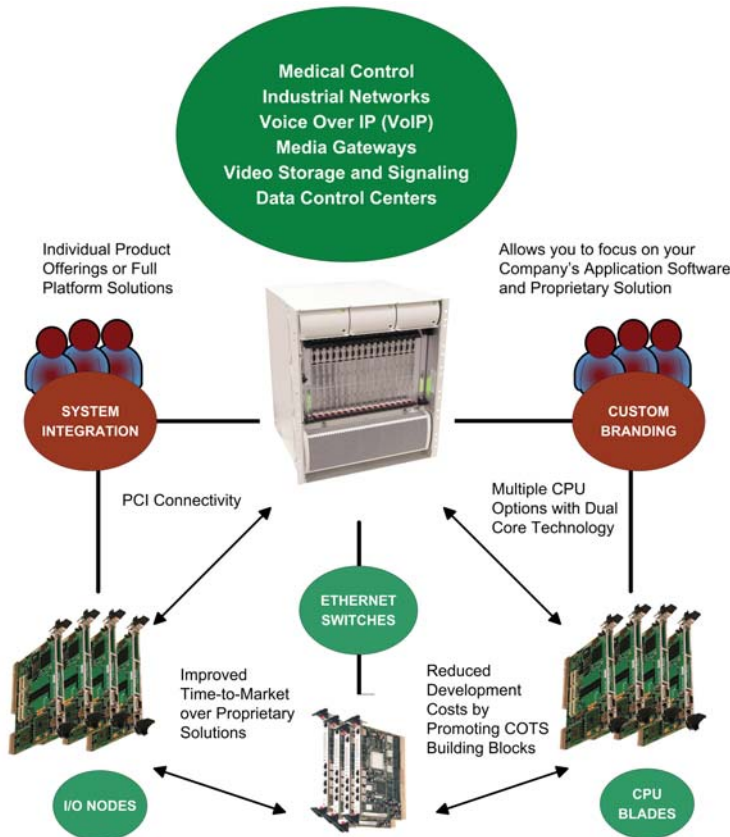 Medical Control
Industrial Networks
Voice Over IP (VoIP)
Media Gateways
Video Storage and Signaling
Data Control Centers
Individual Product
Offerings or Full
Platform Solutions
Allows you to focus on your
Company's Application Software
and Proprietary Solution
SYSTEM
INTEGRATION
CUSTOM
BRANDING
PCI Connectivity
Multiple CPU
Options with Dual
Core Technology
ETHERNET
SWITCHES
Improved
Time-to-Market
over Proprietary
Solutions
Reduced
Development
Costs by
Promoting COTS
Building Blocks
I/O NODES
CPU
BLADES